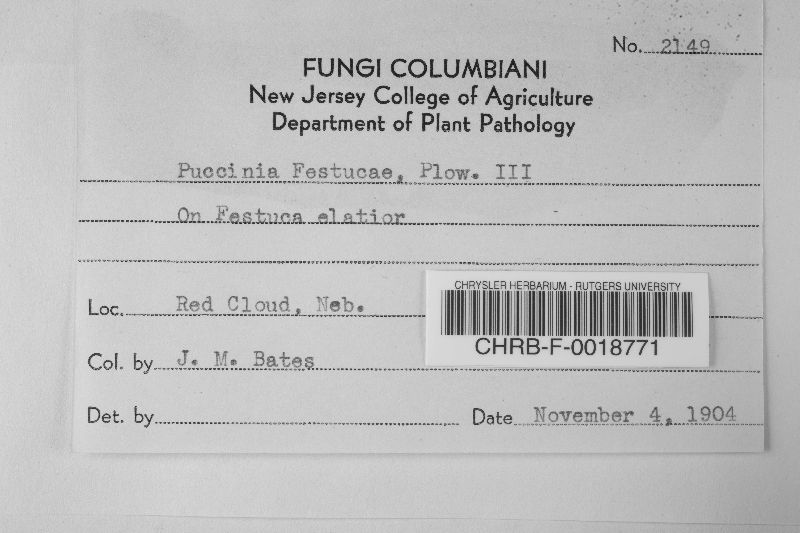 No. 2149
FUNGI COLUMBIANI
New Jersey College of Agriculture
Department of Plant Pathology
Puccinia Festucae, Plow. III
On Festuca elatior
Loc. Red Cloud, Neb.
CHRYSLER HERBARIUM - RUTGERS UNIVERSITY
CHRB-F-0018771
Col. by J. M. Bates
Det. by
Date November 4, 1904